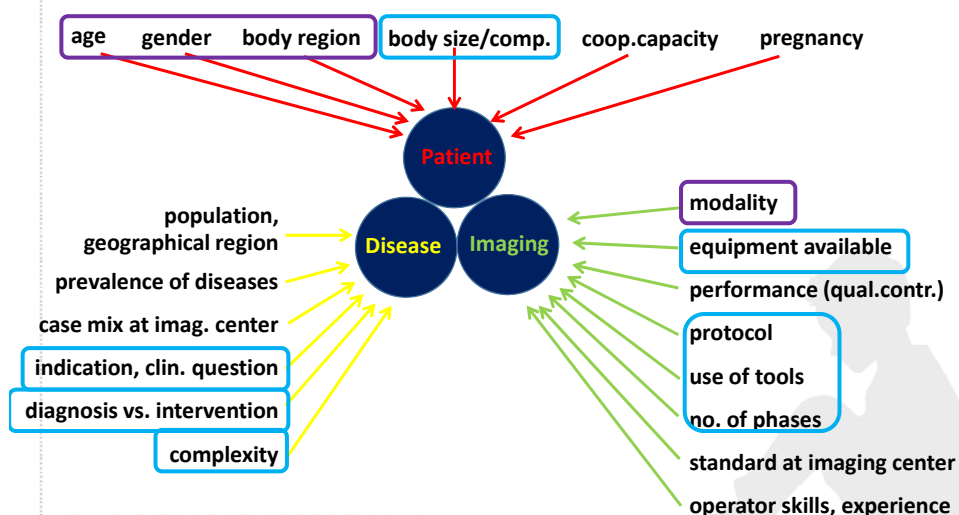 age gender body region body size/comp. coop.capacity pregnancy
Patient
modality
population,
geographical region
Disease Imaging
equipment available
prevalence of diseases
performance (qual.contr.)
case mix at imag. center
protocol
indication, clin. question
use of tools
diagnosis vs. intervention
no. of phases
complexity
standard at imaging center
operator skills, experience